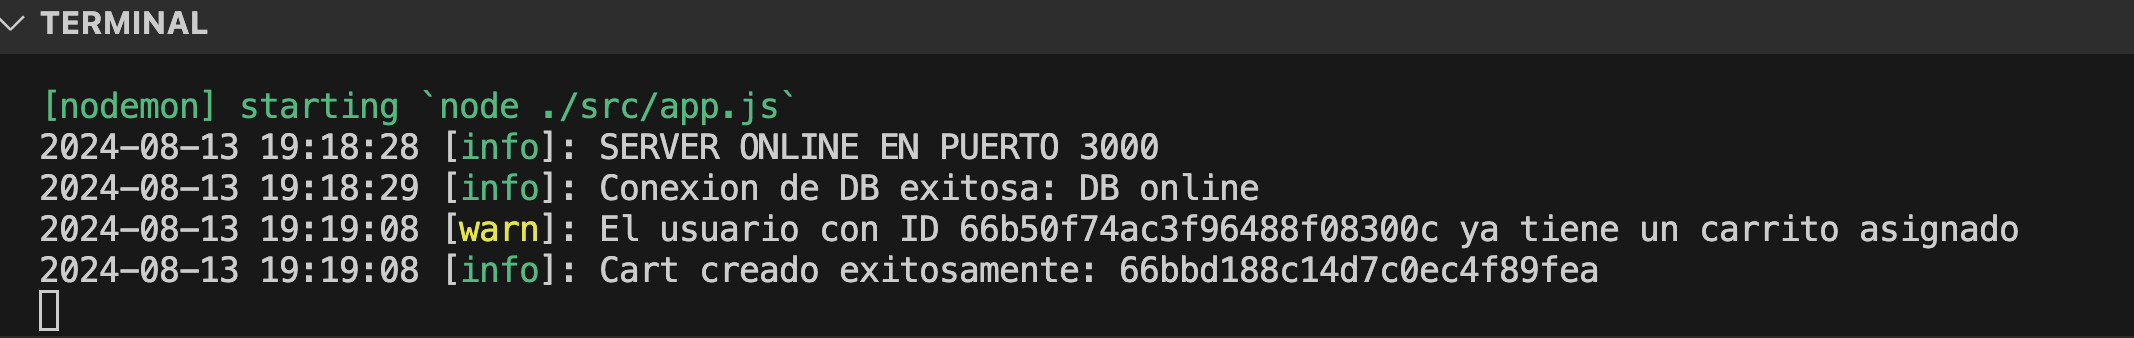 TERMINAL
[nodemon] starting `node ./src/app.js`
2024-08-13 19:18:28 [info]: SERVER ONLINE EN PUERTO 3000
2024-08-13 19:18:29 [info]: Conexion de DB exitosa: DB online
2024-08-13 19:19:08 [warn]: El usuario con ID 66b50f74ac3f96488f08300c ya tiene un carrito asignado
2024-08-13 19:19:08 [info]: Cart creado exitosamente: 66bbd188c14d7c0ec4f89fea